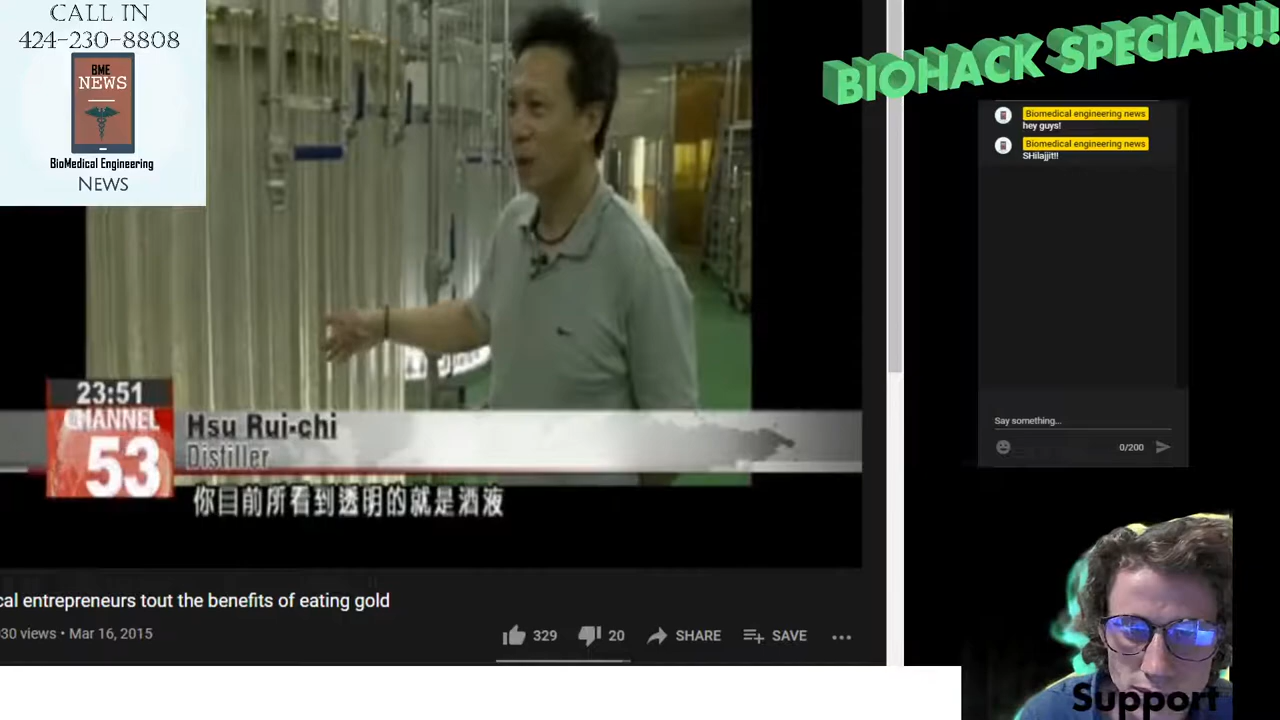 CALL IN
424-230-8808
BME
NEWS
BioMedical Engineering
News
BIOHACK SPECIAL!!!
Biomedical engineering news
hey guys!
Biomedical engineering news
SHilajjit!!
Say something...
0/200
23:51
CHANNEL
53
Hsu Rui-chi
Distiller
你目前所看到透明的就是酒液
cal entrepreneurs tout the benefits of eating gold
30 views • Mar 16, 2015
329
20
SHARE
SAVE
Support